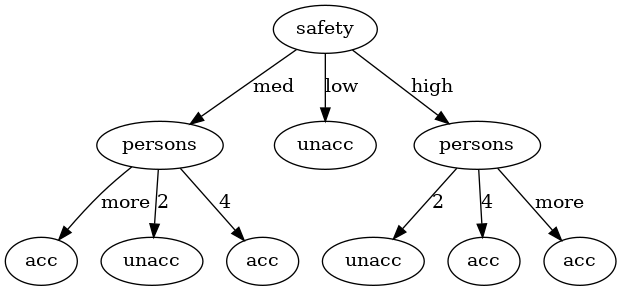 safety
med low high
persons unacc persons
more 2 4 2 4 more
acc unacc acc unacc acc acc